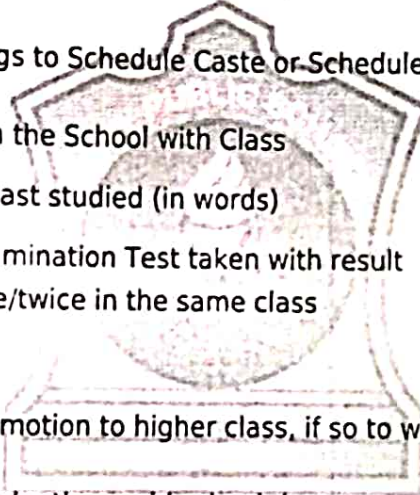 gs to Schedule Caste or Schedule
the School with Class
ast studied (in words)
mination Test taken with result
e/twice in the same class
motion to higher class, if so to w